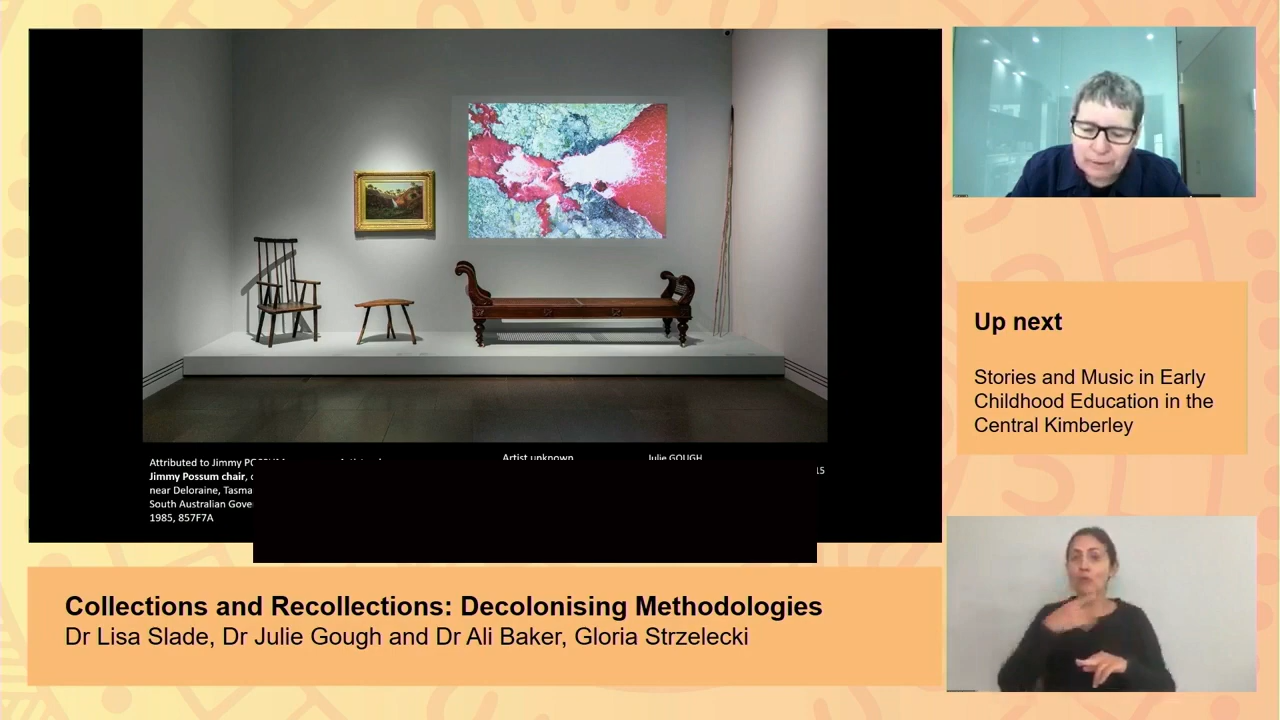 Attributed to Jimmy
Jimmy Possum chair,
near Deloraine,
South Australian
1985, 857F7A
Artist unknown
Julie GOUGH
15
Collections and Recollections: Decolonising Methodologies
Dr Lisa Slade, Dr Julie Gough and Dr Ali Baker, Gloria Strzelecki
Up next
Stories and Music in Early
Childhood Education in the
Central Kimberley